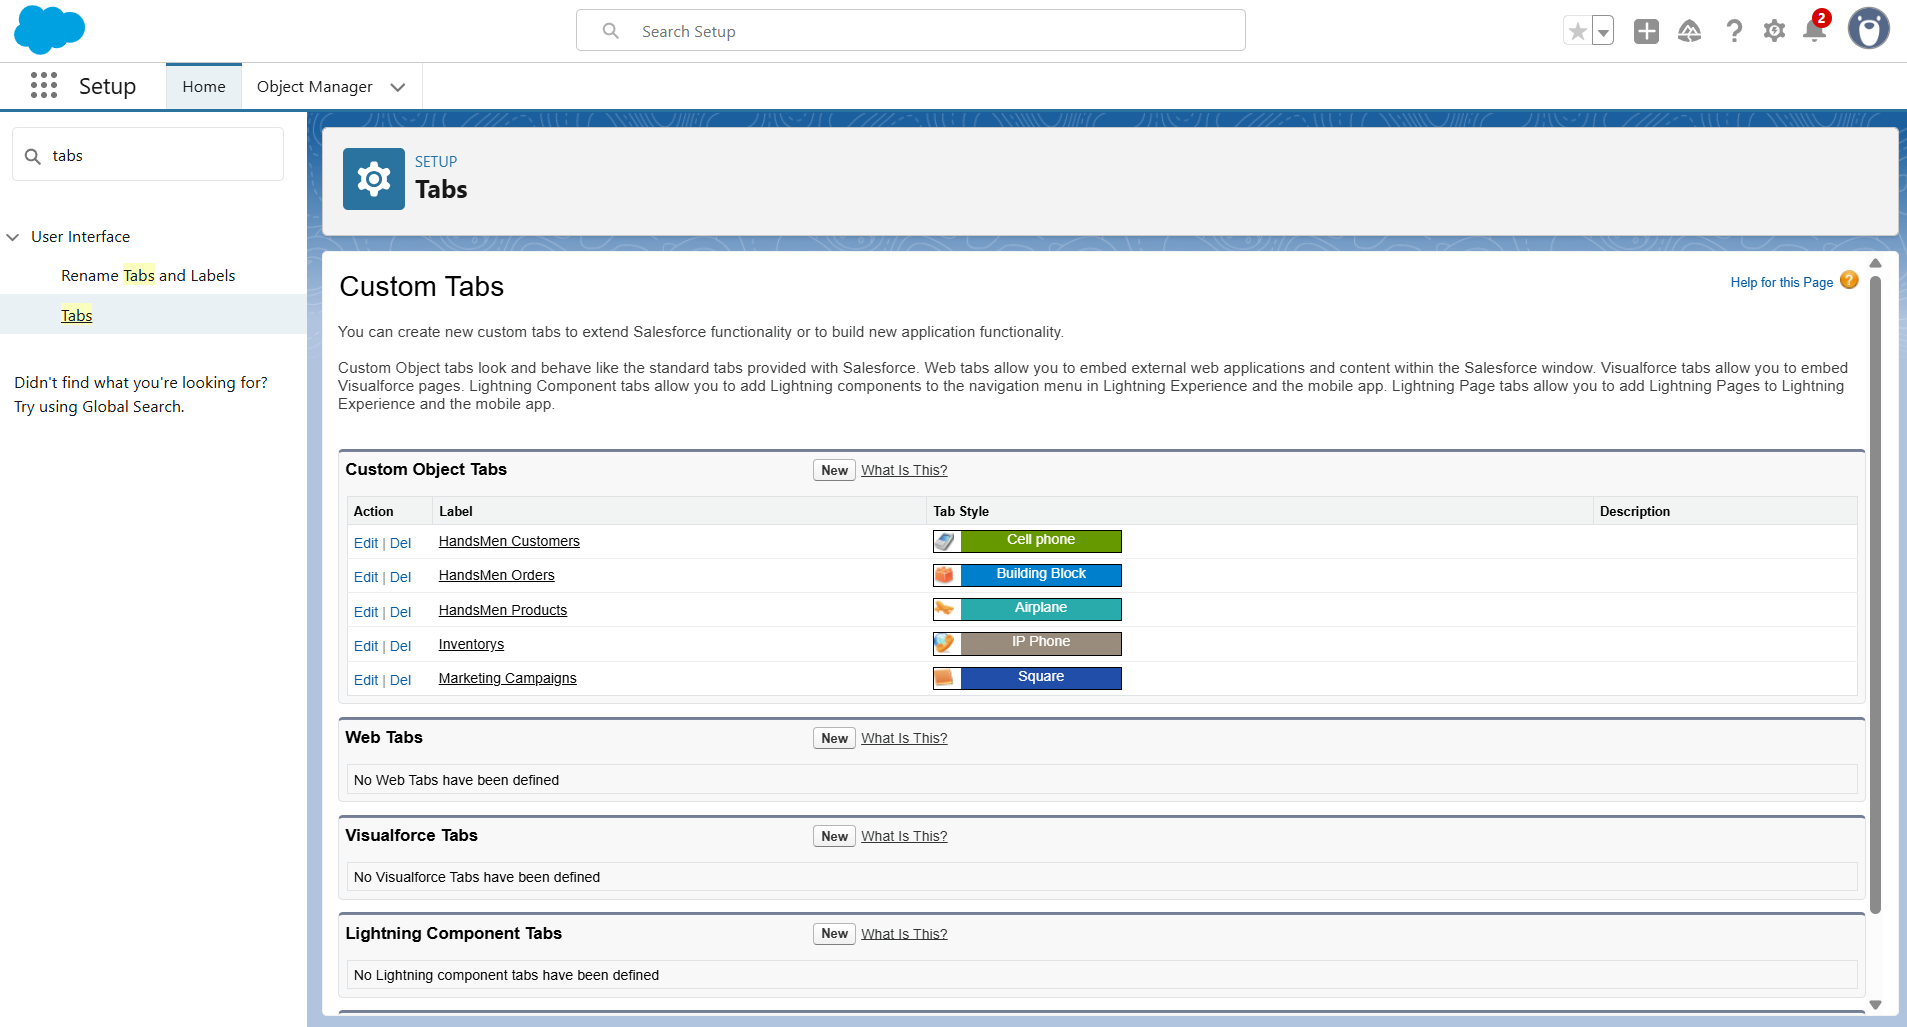 Search Setup
2
Setup
Home
Object Manager
tabs
User Interface
Rename Tabs and Labels
Tabs
Didn't find what you're looking for?
Try using Global Search.
SETUP
Tabs
Custom Tabs
Help for this Page ?
You can create new custom tabs to extend Salesforce functionality or to build new application functionality.
Custom Object tabs look and behave like the standard tabs provided with Salesforce. Web tabs allow you to embed external web applications and content within the Salesforce window. Visualforce tabs allow you to embed
Visualforce pages. Lightning Component tabs allow you to add Lightning components to the navigation menu in Lightning Experience and the mobile app. Lightning Page tabs allow you to add Lightning Pages to Lightning
Experience and the mobile app.
Custom Object Tabs New What Is This?
Action Label Tab Style Description
Edit | Del HandsMen Customers Cell phone
Edit | Del HandsMen Orders Building Block
Edit | Del HandsMen Products Airplane
Edit | Del Inventorys IP Phone
Edit | Del Marketing Campaigns Square
Web Tabs New What Is This?
No Web Tabs have been defined
Visualforce Tabs New What Is This?
No Visualforce Tabs have been defined
Lightning Component Tabs New What Is This?
No Lightning component tabs have been defined